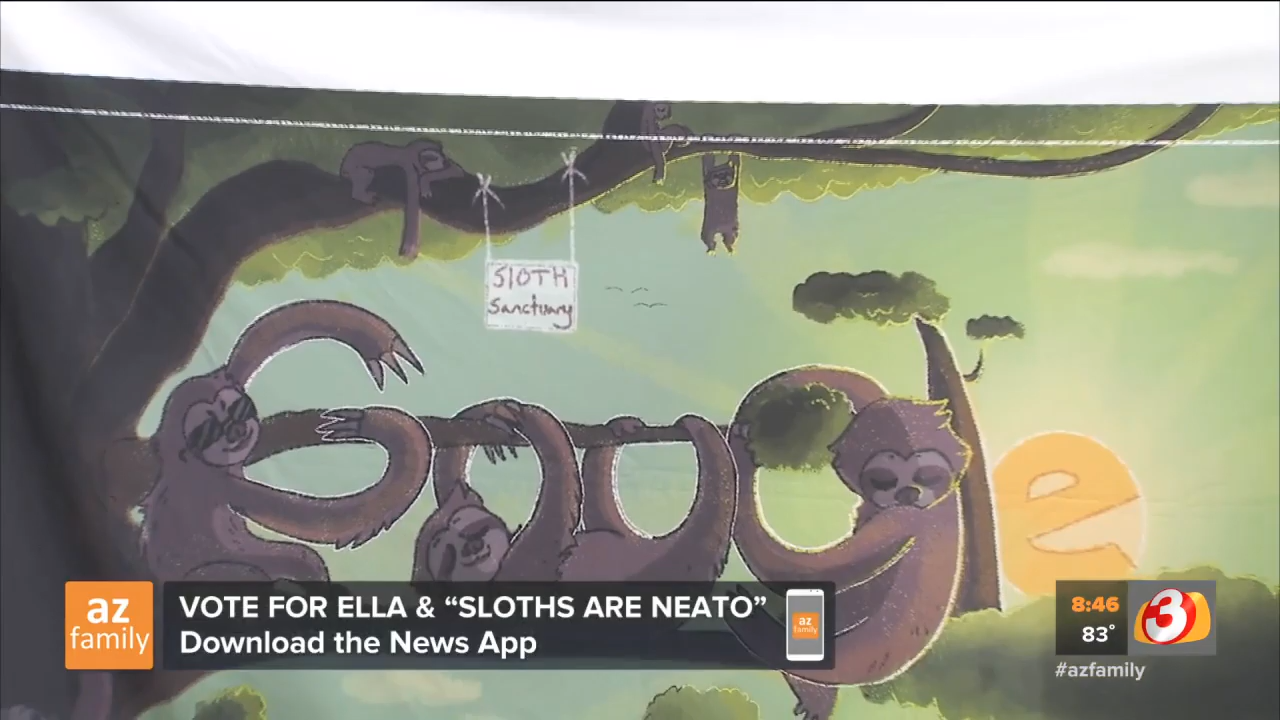 SlOTH
Sanctuary
Google
az
family
VOTE FOR ELLA & “SLOTHS ARE NEATO”
Download the News App
az
family
8:46
83°
3
#azfamily